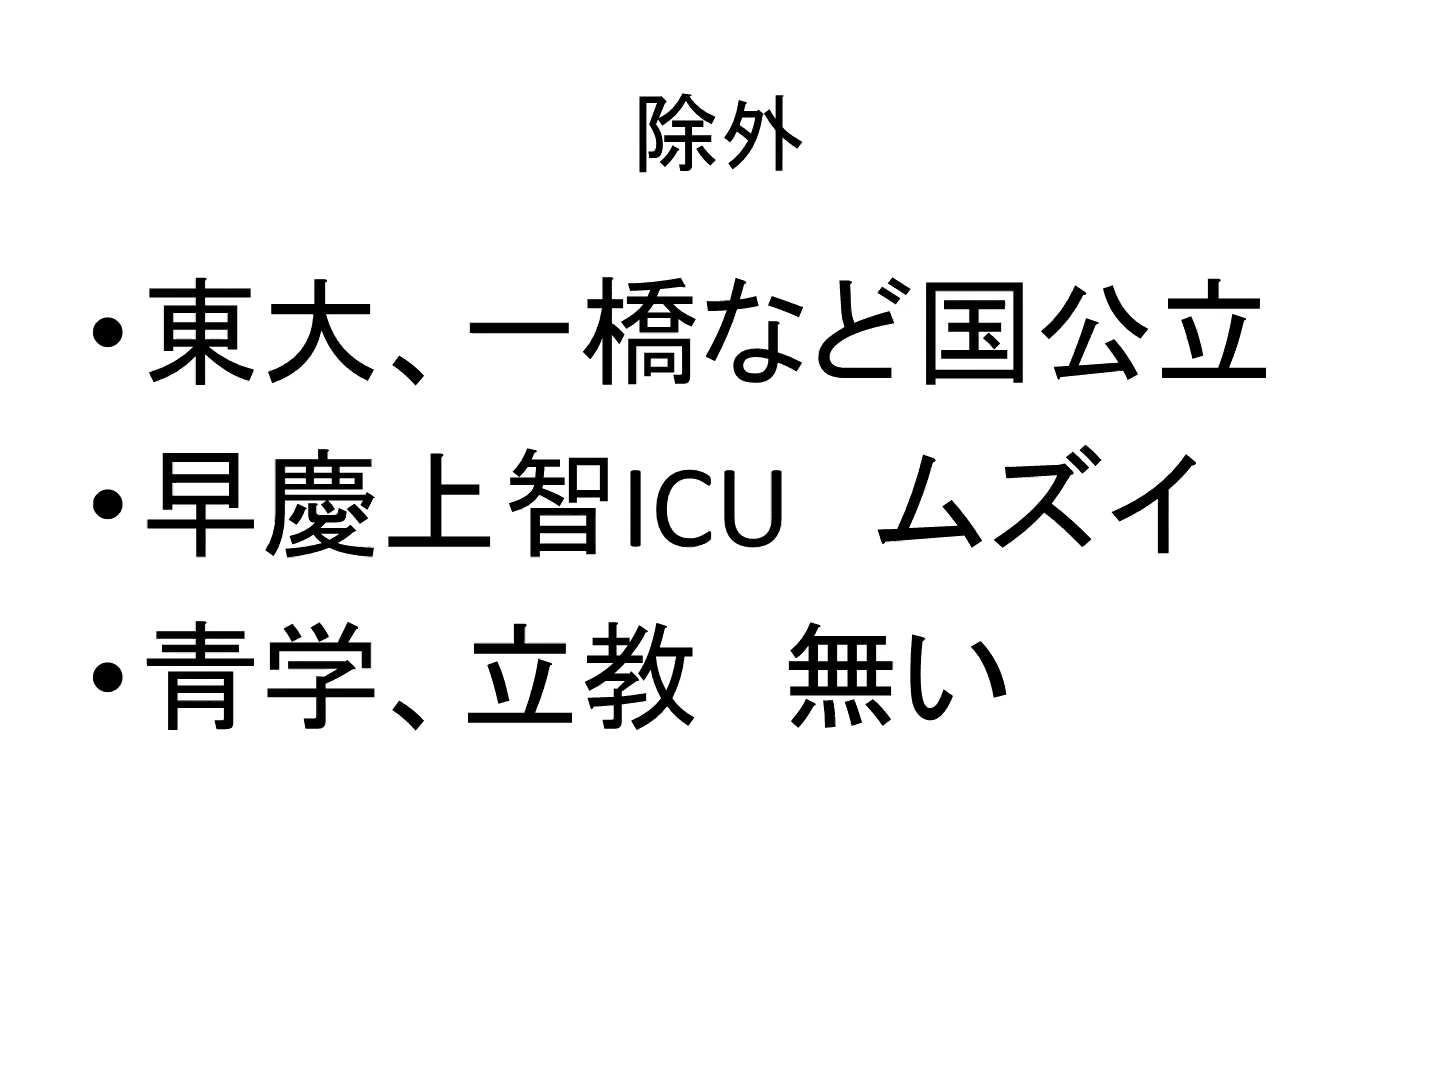 除外
• 東大、一橋など国公立
• 早慶上智ICU　ムズイ
• 青学、立教　無い